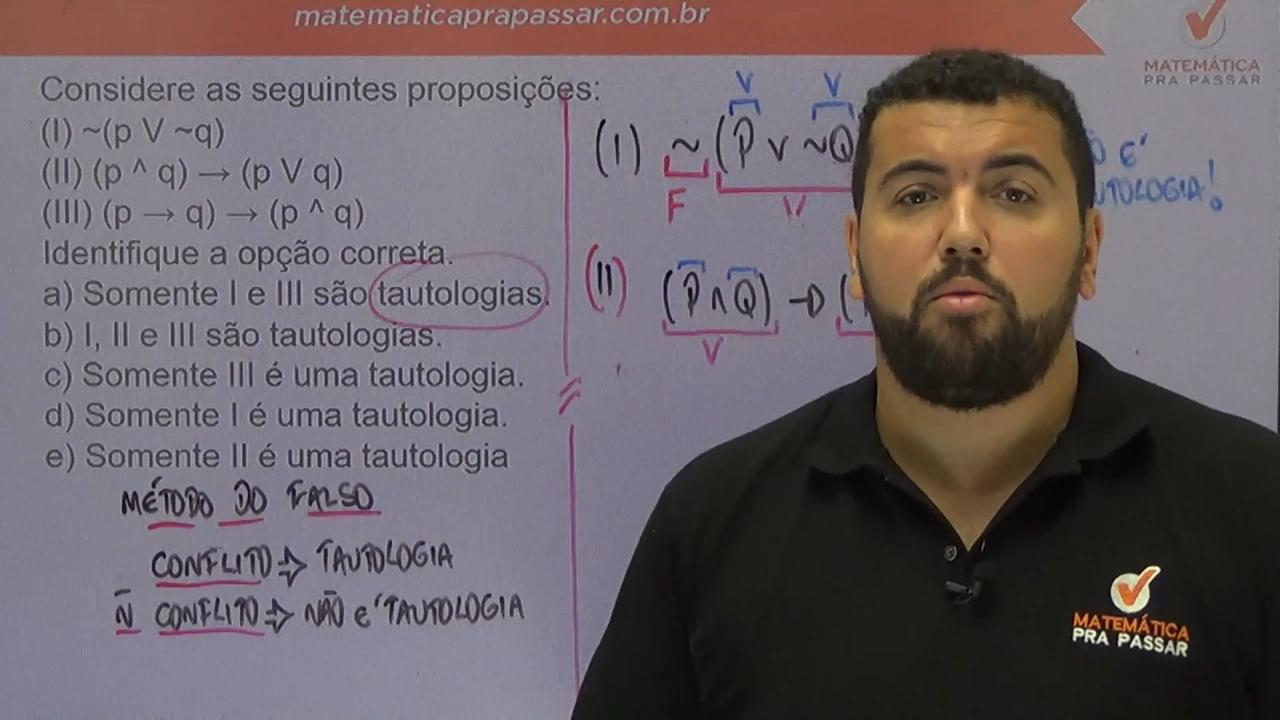 matematicaprapassar.com.br
MATEMÁTICA
PRA PASSAR
Considere as seguintes proposições:
(I) ~(p V ~q)
(II) (p ^ q) → (p V q)
(III) (p → q) → (p ^ q)
Identifique a opção correta.
a) Somente I e III são tautologias.
b) I, II e III são tautologias.
c) Somente III é uma tautologia.
d) Somente I é uma tautologia.
e) Somente II é uma tautologia
MÉTODO DO FALSO
CONFLITO ⇒ TAUTOLOGIA
Ñ CONFLITO ⇒ NÃO É TAUTOLOGIA
V V
(I) ~(P v ~Q
F V
É
TOLOGIA!
(II) (P ^ Q) → (
V
MATEMÁTICA
PRA PASSAR